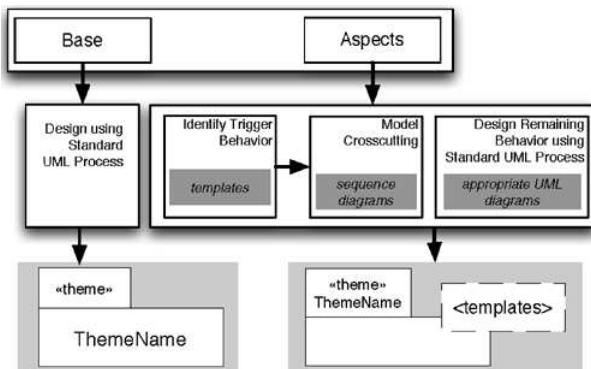 Base
Aspects
Design using
Standard
UML Process
Identify Trigger
Behavior
templates
Model
Crosscutting
sequence
diagrams
Design Remaining
Behavior using
Standard UML Process
appropriate UML
diagrams
«theme»
ThemeName
«theme»
ThemeName
<templates>